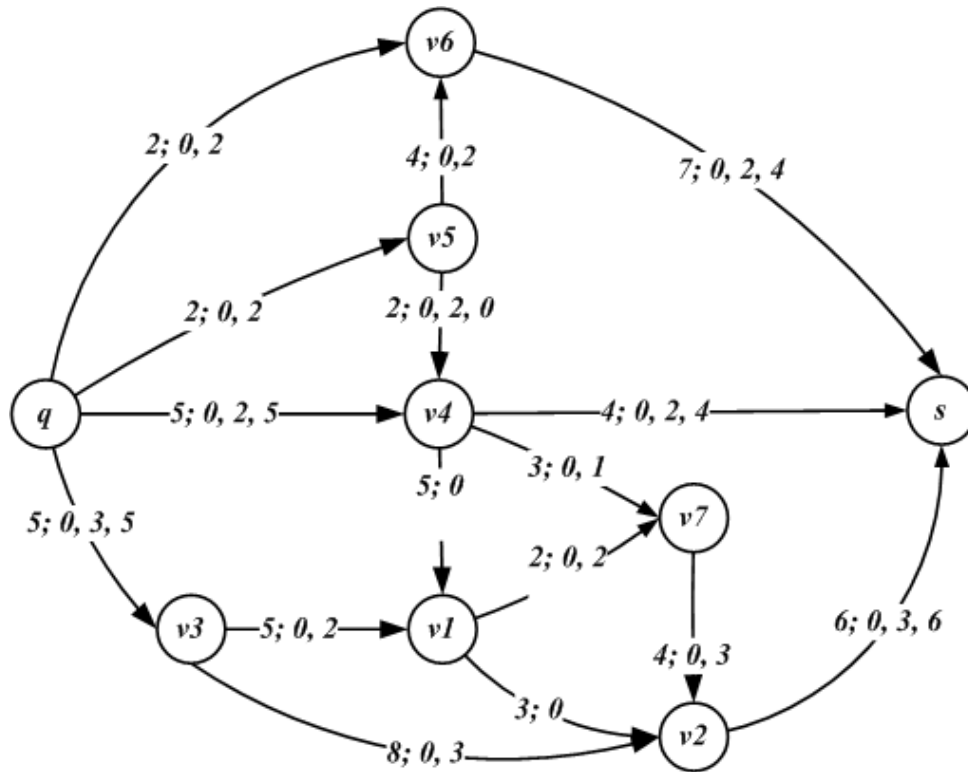 v6
2; 0, 2
4; 0,2
7; 0, 2, 4
v5
2; 0, 2
2; 0, 2, 0
q
5; 0, 2, 5
v4
4; 0, 2, 4
s
3; 0, 1
5; 0
5; 0, 3, 5
v7
2; 0, 2
v3
5; 0, 2
v1
6; 0, 3, 6
4; 0, 3
3; 0
8; 0, 3
v2